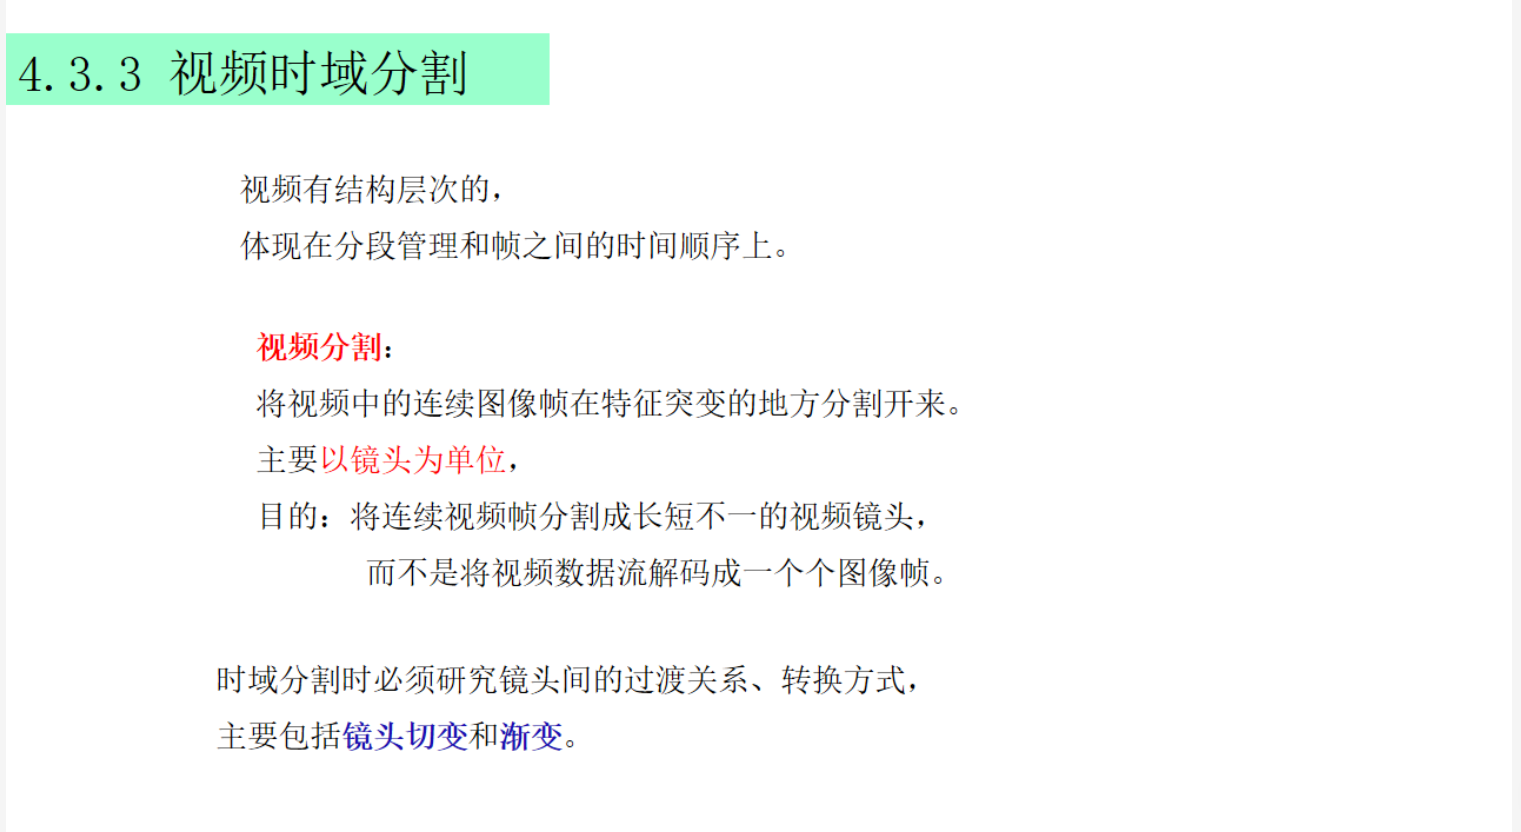 4.3.3 视频时域分割
视频有结构层次的，
体现在分段管理和帧之间的时间顺序上。
视频分割：
将视频中的连续图像帧在特征突变的地方分割开来。
主要以镜头为单位，
目的：将连续视频帧分割成长短不一的视频镜头，
而不是将视频数据流解码成一个个图像帧。
时域分割时必须研究镜头间的过渡关系、转换方式，
主要包括镜头切变和渐变。